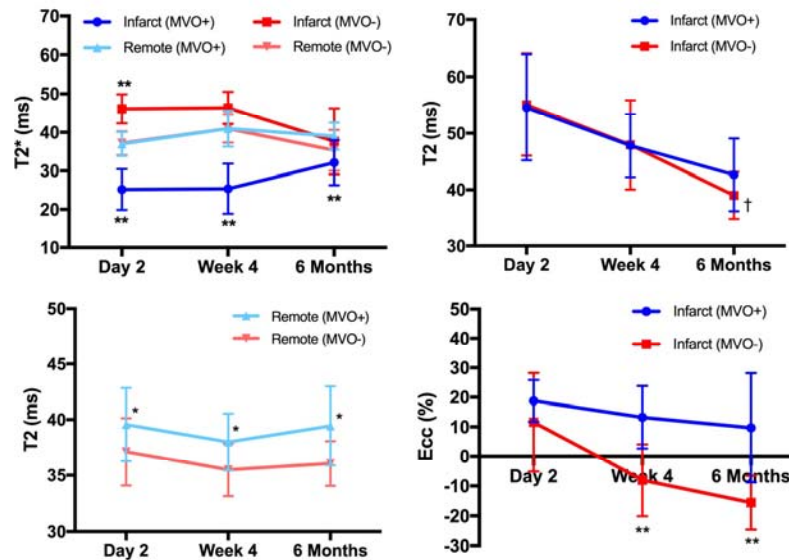 Infarct (MVO+) Infarct (MVO-)
Remote (MVO+) Remote (MVO-)
T2* (ms)
70
60
50
40
30
20
10
**
**
**
**
Day 2 Week 4 6 Months
Infarct (MVO+)
Infarct (MVO-)
T2 (ms)
70
60
50
40
30
†
Day 2 Week 4 6 Months
Remote (MVO+)
Remote (MVO-)
T2 (ms)
50
45
40
35
30
*
*
*
Day 2 Week 4 6 Months
Infarct (MVO+)
Infarct (MVO-)
Ecc (%)
50
40
30
20
10
0
-10
-20
-30
Day 2 Week 4 6 Months
**
**